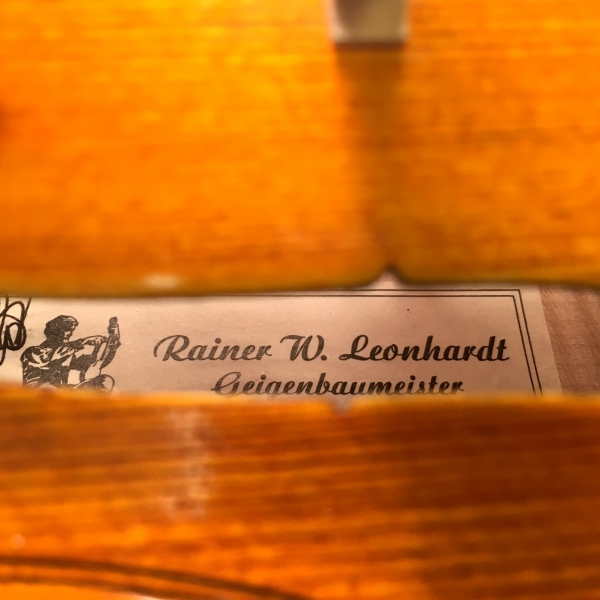 Rainer W. Leonhardt
Geigenbaumeister